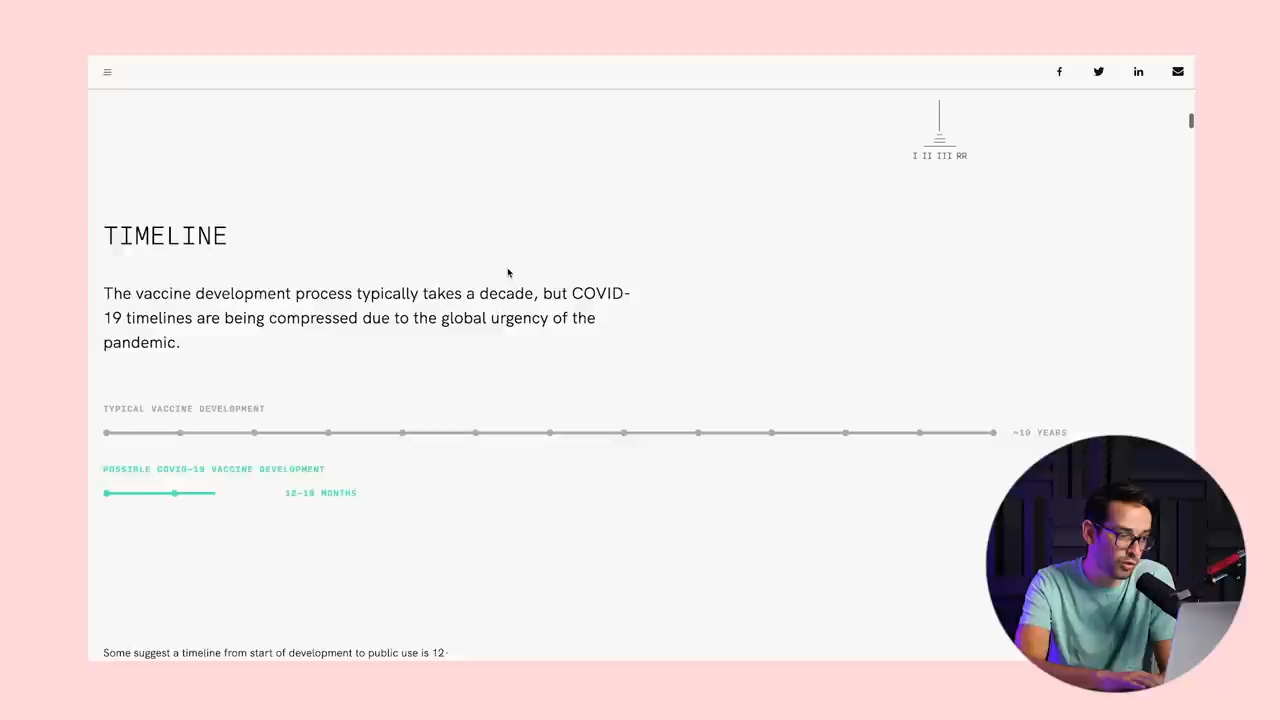 I II III RR
TIMELINE
The vaccine development process typically takes a decade, but COVID-
19 timelines are being compressed due to the global urgency of the
pandemic.
TYPICAL VACCINE DEVELOPMENT
~10 YEARS
POSSIBLE COVID-19 VACCINE DEVELOPMENT
12-18 MONTHS
Some suggest a timeline from start of development to public use is 12-